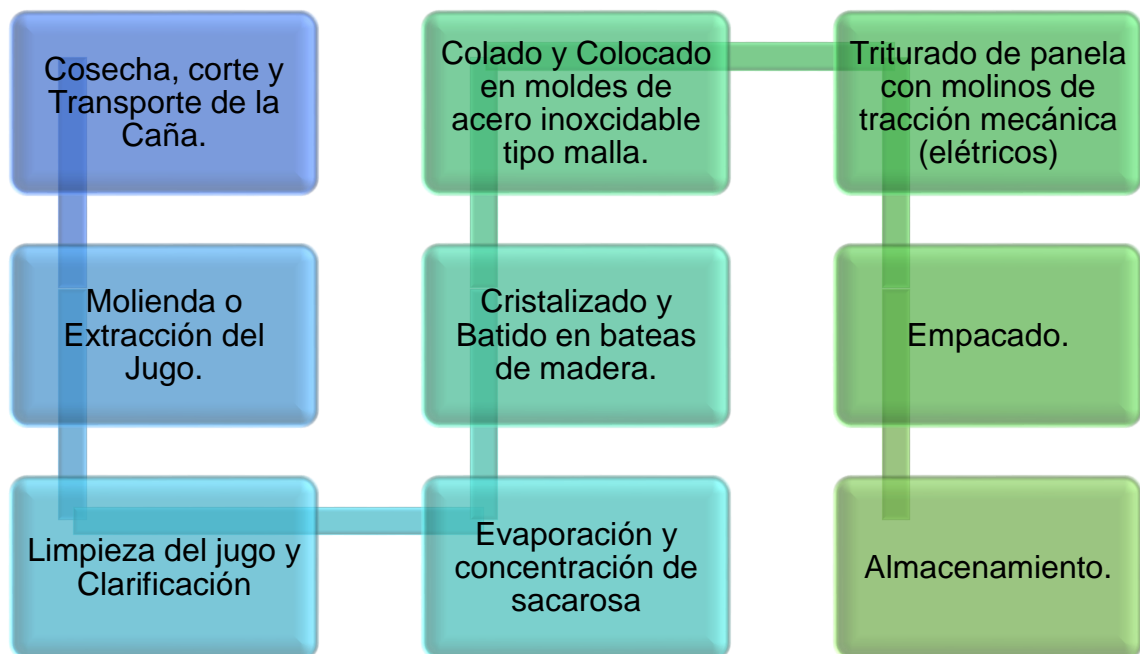 Cosecha, corte y
Transporte de la
Caña.
Molienda o
Extracción del
Jugo.
Limpieza del jugo y
Clarificación
Evaporación y
concentración de
sacarosa
Cristalizado y
Batido en bateas
de madera.
Colado y Colocado
en moldes de
acero inoxcidable
tipo malla.
Triturado de panela
con molinos de
tracción mecánica
(elétricos)
Empacado.
Almacenamiento.